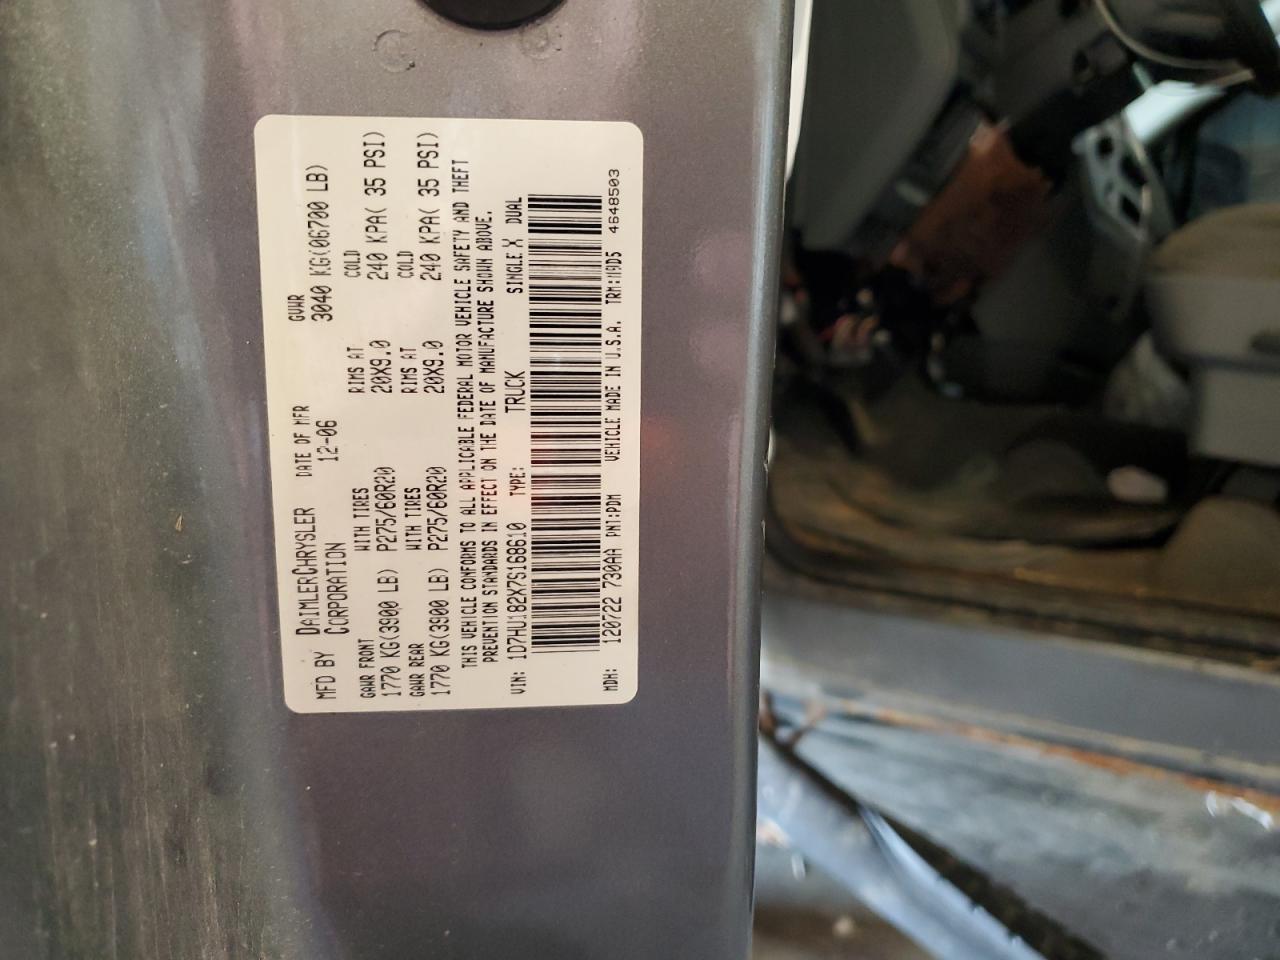 MFD BY DAIMLERCHRYSLER CORPORATION DATE OF MFR 12-06 GVWR 3040 KG(06700 LB)
GAWR FRONT WITH TIRES RIMS AT COLD
1770 KG(3900 LB) P275/60R20 20X9.0 240 KPA( 35 PSI)
GAWR REAR WITH TIRES RIMS AT COLD
1770 KG(3900 LB) P275/60R20 20X9.0 240 KPA( 35 PSI)
THIS VEHICLE CONFORMS TO ALL APPLICABLE FEDERAL MOTOR VEHICLE SAFETY AND THEFT
PREVENTION STANDARDS IN EFFECT ON THE DATE OF MANUFACTURE SHOWN ABOVE.
VIN: 1D7HU182X7S168610 TYPE: TRUCK SINGLE X DUAL
MDH: 120722 730AA PNT:PDM VEHICLE MADE IN U.S.A. TRM:M9D5 4648503